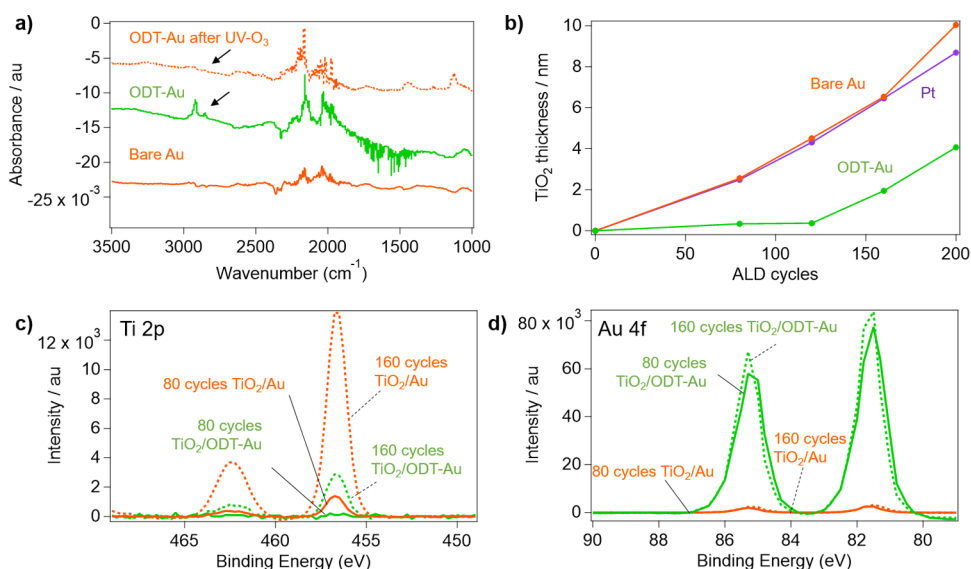 a)
ODT-Au after UV-O₃
ODT-Au
Bare Au
0
-5
-10
-15
-20
-25 x 10⁻³
Absorbance / au
3500
3000
2500
2000
1500
1000
Wavenumber (cm⁻¹)
b)
Bare Au
Pt
ODT-Au
10
8
6
4
2
0
TiO₂ thickness / nm
0
50
100
150
200
ALD cycles
c)
Ti 2p
12 x 10³
10
8
6
4
2
0
Intensity / au
80 cycles TiO₂/Au
160 cycles
TiO₂/Au
80 cycles
TiO₂/ODT-Au
160 cycles
TiO₂/ODT-Au
465
460
455
450
Binding Energy (eV)
d)
Au 4f
80 x 10³
60
40
20
0
Intensity / au
160 cycles TiO₂/ODT-Au
80 cycles
TiO₂/ODT-Au
160 cycles
TiO₂/Au
80 cycles TiO₂/Au
90
88
86
84
82
80
Binding Energy (eV)